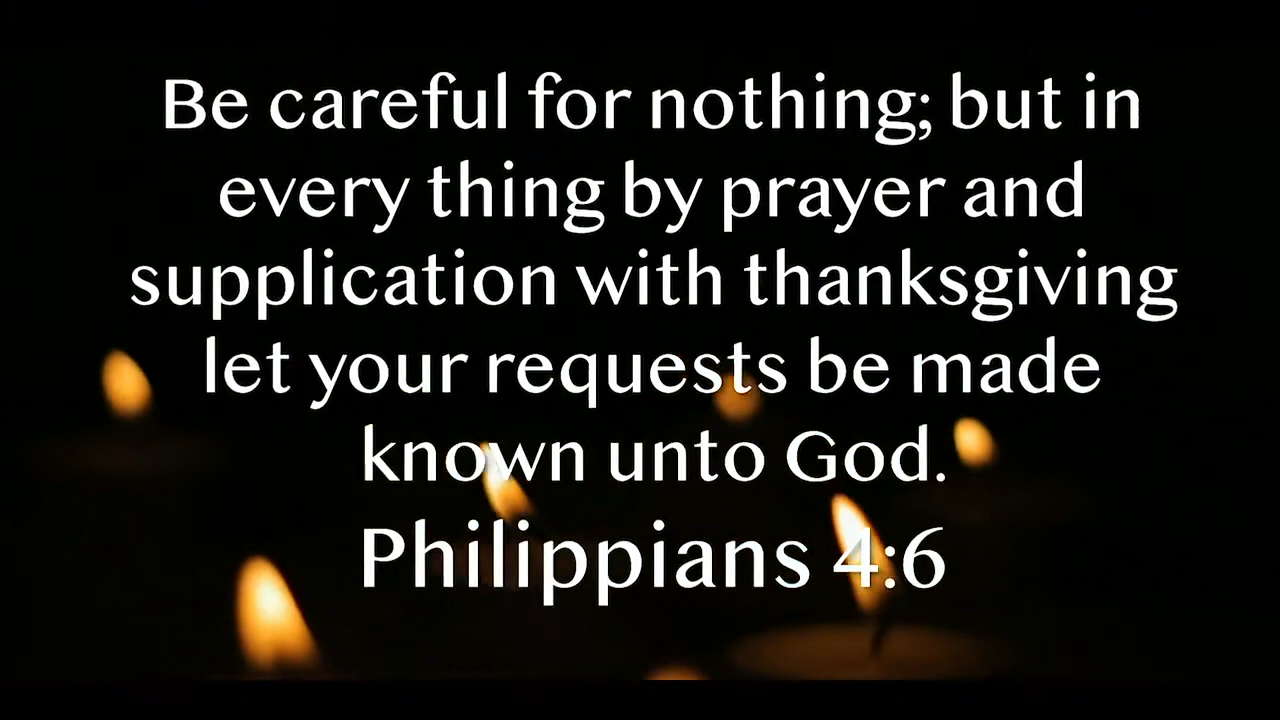 Be careful for nothing; but in
every thing by prayer and
supplication with thanksgiving
let your requests be made
known unto God.
Philippians 4:6